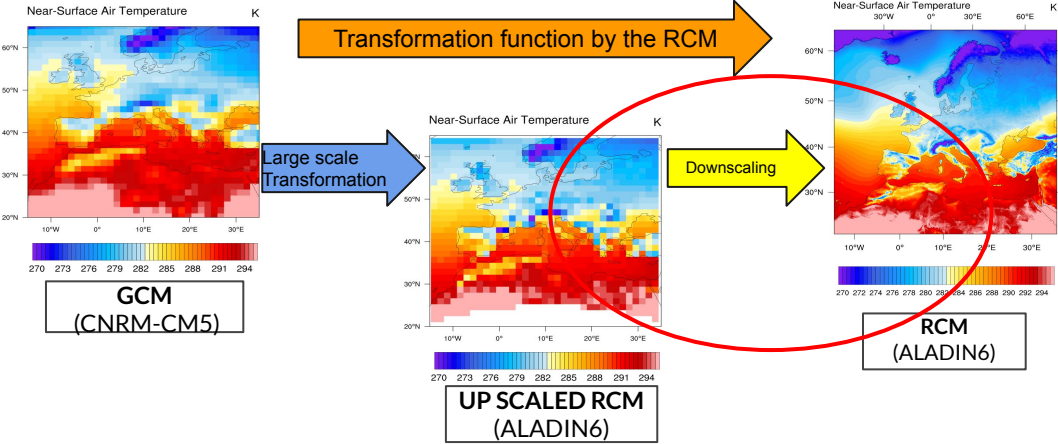 Near-Surface Air Temperature K
60°N
50°N
40°N
30°N
20°N
10°W 0° 10°E 20°E 30°E
270 273 276 279 282 285 288 291 294
GCM
(CNRM-CM5)
Transformation function by the RCM
Large scale
Transformation
Near-Surface Air Temperature K
60°N
50°N
40°N
30°N
20°N
10°W 0° 10°E 20°E 30°E
270 273 276 279 282 285 288 291 294
UP SCALED RCM
(ALADIN6)
Downscaling
Near-Surface Air Temperature K
30°W 0° 30°E 60°E
60°N
50°N
40°N
30°N
10°W 0° 10°E 20°E 30°E
270 272 274 276 278 280 282 284 286 288 290 292 294
RCM
(ALADIN6)